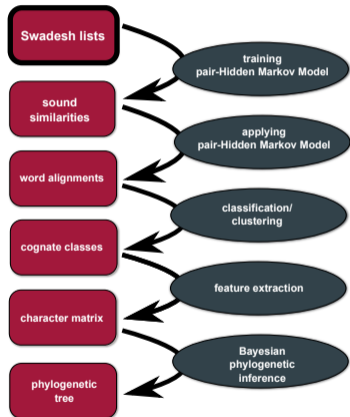 Swadesh lists
training
pair-Hidden Markov Model
sound
similarities
applying
pair-Hidden Markov Model
word alignments
classification/
clustering
cognate classes
feature extraction
character matrix
Bayesian
phylogenetic
inference
phylogenetic
tree